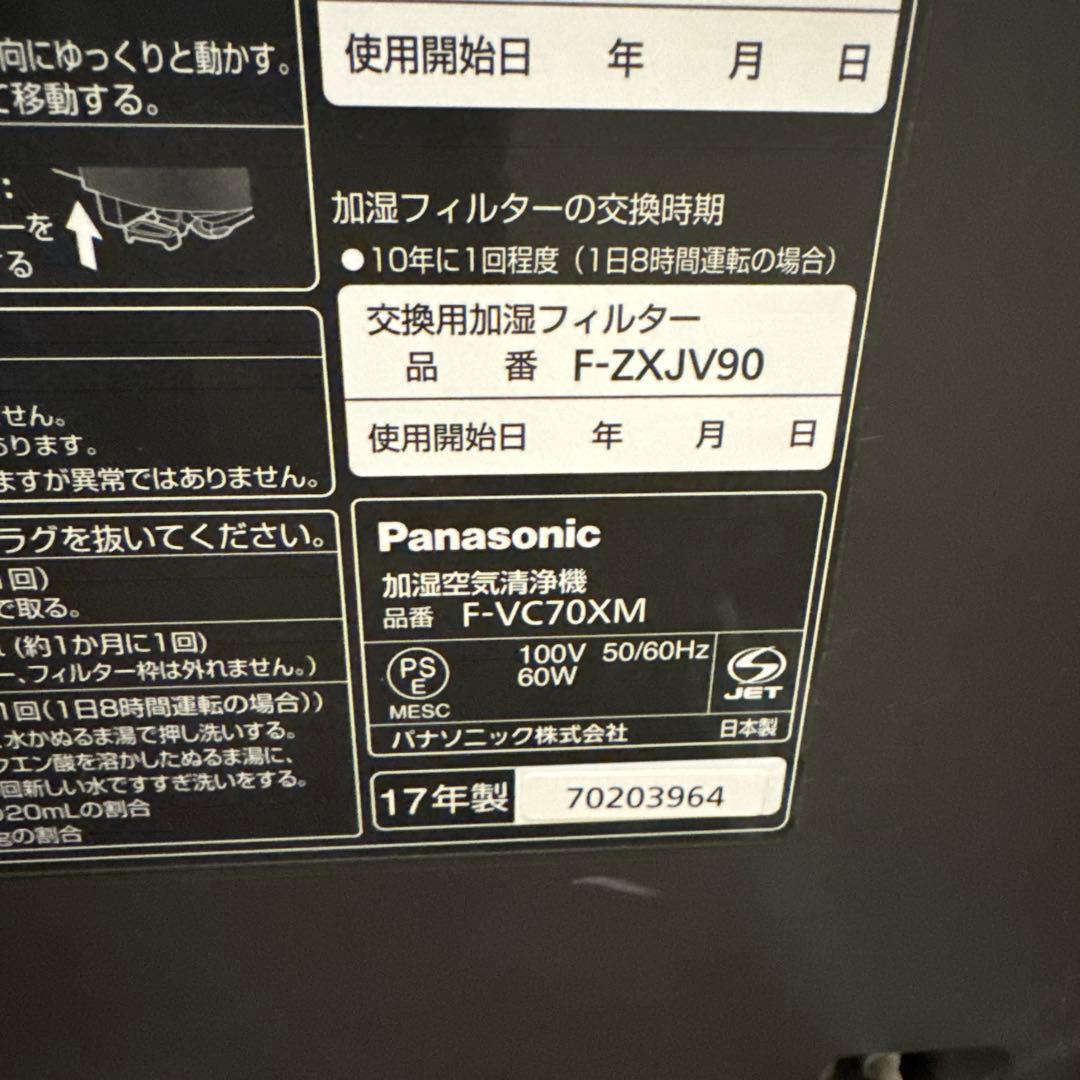 向にゆっくりと動かす。
て移動する。
：
ーを
する
せん。
あります。
ますが異常ではありません。
ラグを抜いてください。
回)
で取る。
(約1か月に1回)
ー、フィルター枠は外れません。)
1回(1日8時間運転の場合))
、水かぬるま湯で押し洗いする。
クエン酸を溶かしたぬるま湯に、
回新しい水ですすぎ洗いをする。
20mLの割合
gの割合
使用開始日 年 月 日
加湿フィルターの交換時期
●10年に1回程度（1日8時間運転の場合）
交換用加湿フィルター
品 番 F-ZXJV90
使用開始日 年 月 日
Panasonic
加湿空気清浄機
品番 F-VC70XM
PS
E
MESC
100V 50/60Hz
60W
S
JET
パナソニック株式会社 日本製
17年製 70203964